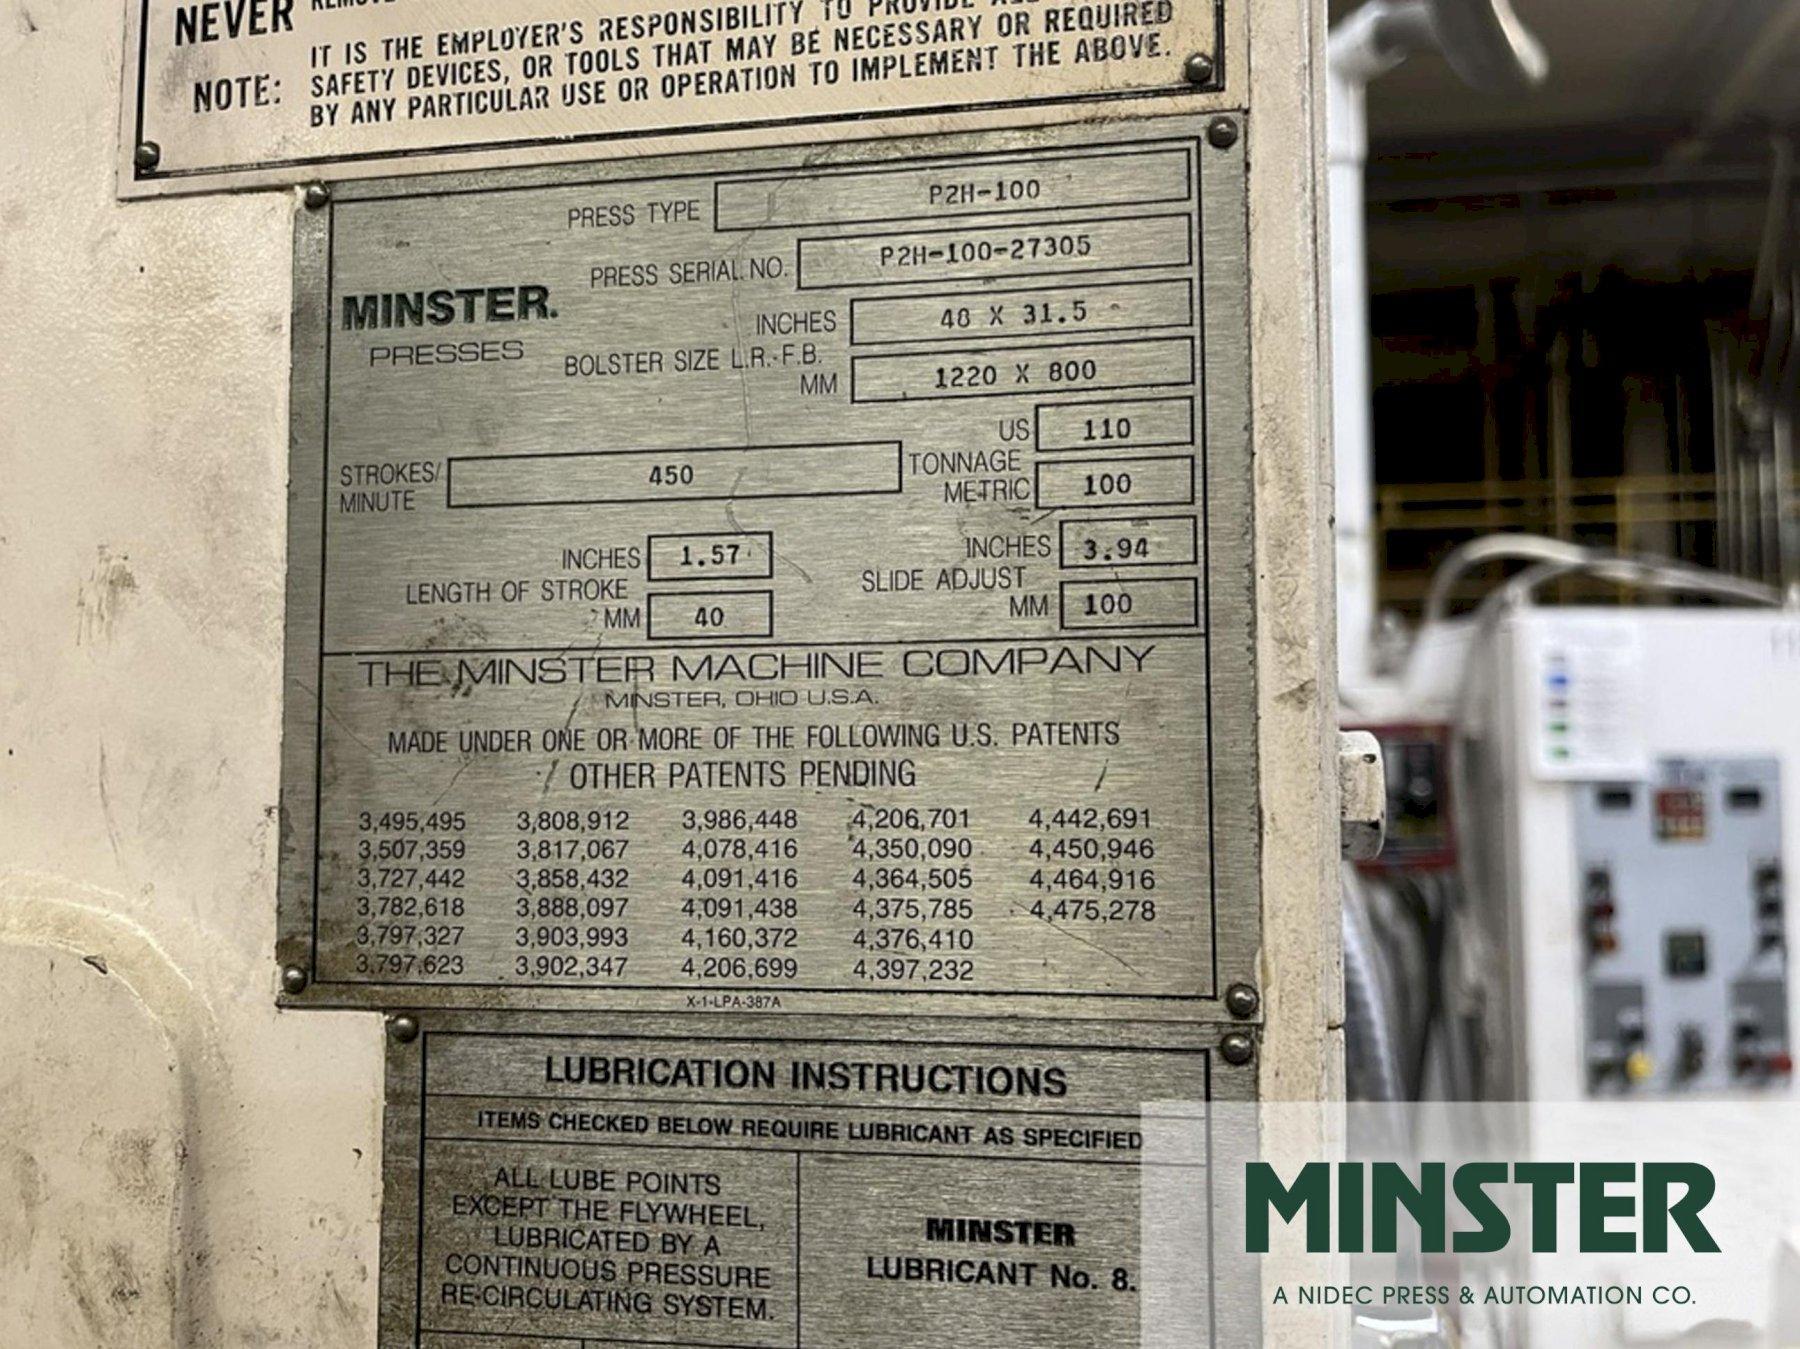 NEVER
IT IS THE EMPLOYER'S RESPONSIBILITY TO PROVIDE
NOTE: SAFETY DEVICES, OR TOOLS THAT MAY BE NECESSARY OR REQUIRED
BY ANY PARTICULAR USE OR OPERATION TO IMPLEMENT THE ABOVE.
PRESS TYPE P2H-100
PRESS SERIAL NO. P2H-100-27305
MINSTER.
PRESSES
BOLSTER SIZE L.R.-F.B.
INCHES 48 X 31.5
MM 1220 X 800
STROKES/
MINUTE
450
TONNAGE
US 110
METRIC 100
LENGTH OF STROKE
INCHES 1.57
MM 40
SLIDE ADJUST
INCHES 3.94
MM 100
THE MINSTER MACHINE COMPANY
MINSTER, OHIO U.S.A.
MADE UNDER ONE OR MORE OF THE FOLLOWING U.S. PATENTS
OTHER PATENTS PENDING
3,495,495 3,808,912 3,986,448 4,206,701 4,442,691
3,507,359 3,817,067 4,078,416 4,350,090 4,450,946
3,727,442 3,858,432 4,091,416 4,364,505 4,464,916
3,782,618 3,888,097 4,091,438 4,375,785 4,475,278
3,797,327 3,903,993 4,160,372 4,376,410
3,797,623 3,902,347 4,206,699 4,397,232
X-1-LPA-387A
LUBRICATION INSTRUCTIONS
ITEMS CHECKED BELOW REQUIRE LUBRICANT AS SPECIFIED
ALL LUBE POINTS
EXCEPT THE FLYWHEEL,
LUBRICATED BY A
CONTINUOUS PRESSURE
RE-CIRCULATING SYSTEM.
MINSTER
LUBRICANT No. 8.
MINSTER
A NIDEC PRESS & AUTOMATION CO.